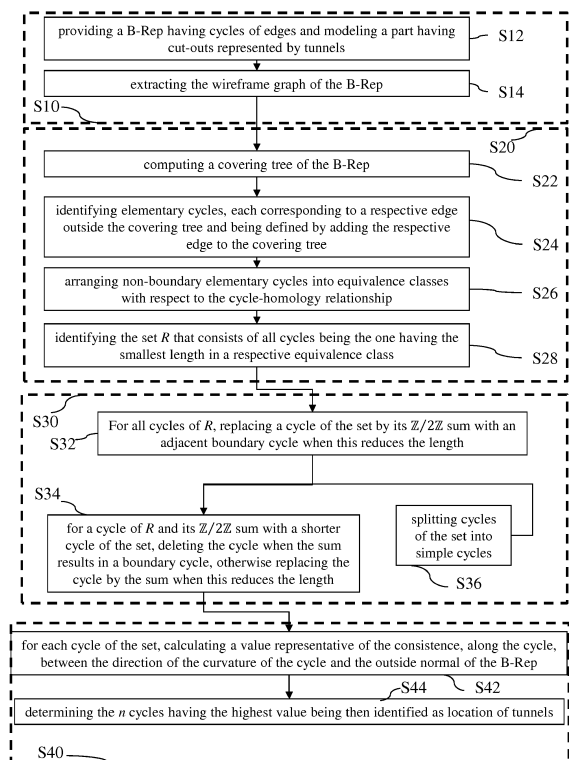 providing a B-Rep having cycles of edges and modeling a part having
cut-outs represented by tunnels
S12
extracting the wireframe graph of the B-Rep
S14
S10
S20
computing a covering tree of the B-Rep
S22
identifying elementary cycles, each corresponding to a respective edge
outside the covering tree and being defined by adding the respective
edge to the covering tree
S24
arranging non-boundary elementary cycles into equivalence classes
with respect to the cycle-homology relationship
S26
identifying the set R that consists of all cycles being the one having the
smallest length in a respective equivalence class
S28
S30
For all cycles of R, replacing a cycle of the set by its ℤ/2ℤ sum with an
adjacent boundary cycle when this reduces the length
S32
S34
for a cycle of R and its ℤ/2ℤ sum with a shorter
cycle of the set, deleting the cycle when the sum
results in a boundary cycle, otherwise replacing the
cycle by the sum when this reduces the length
splitting cycles
of the set into
simple cycles
S36
for each cycle of the set, calculating a value representative of the consistence, along the cycle,
between the direction of the curvature of the cycle and the outside normal of the B-Rep
S42
S44
determining the n cycles having the highest value being then identified as location of tunnels
S40